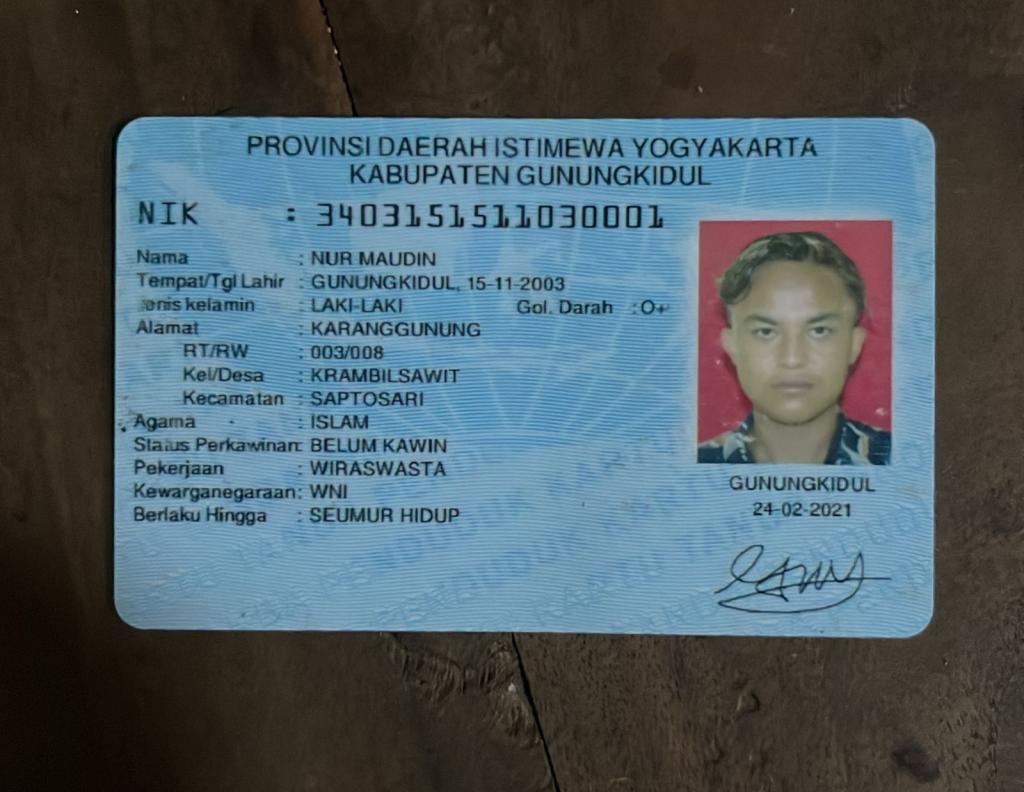 PROVINSI DAERAH ISTIMEWA YOGYAKARTA
KABUPATEN GUNUNGKIDUL
NIK : 3403151511030001
Nama : NUR MAUDIN
Tempat/Tgl Lahir : GUNUNGKIDUL, 15-11-2003
Jenis kelamin : LAKI-LAKI Gol. Darah : O+
Alamat : KARANGGUNUNG
RT/RW : 003/008
Kel/Desa : KRAMBILSAWIT
Kecamatan : SAPTOSARI
Agama : ISLAM
Status Perkawinan: BELUM KAWIN
Pekerjaan : WIRASWASTA
Kewarganegaraan: WNI
Berlaku Hingga : SEUMUR HIDUP
GUNUNGKIDUL
24-02-2021